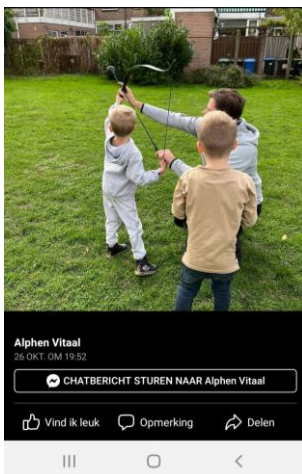 Alphen Vitaal
26 OKT. OM 19:52
CHATBERICHT STUREN NAAR Alphen Vitaal
Vind ik leuk Opmerking Delen